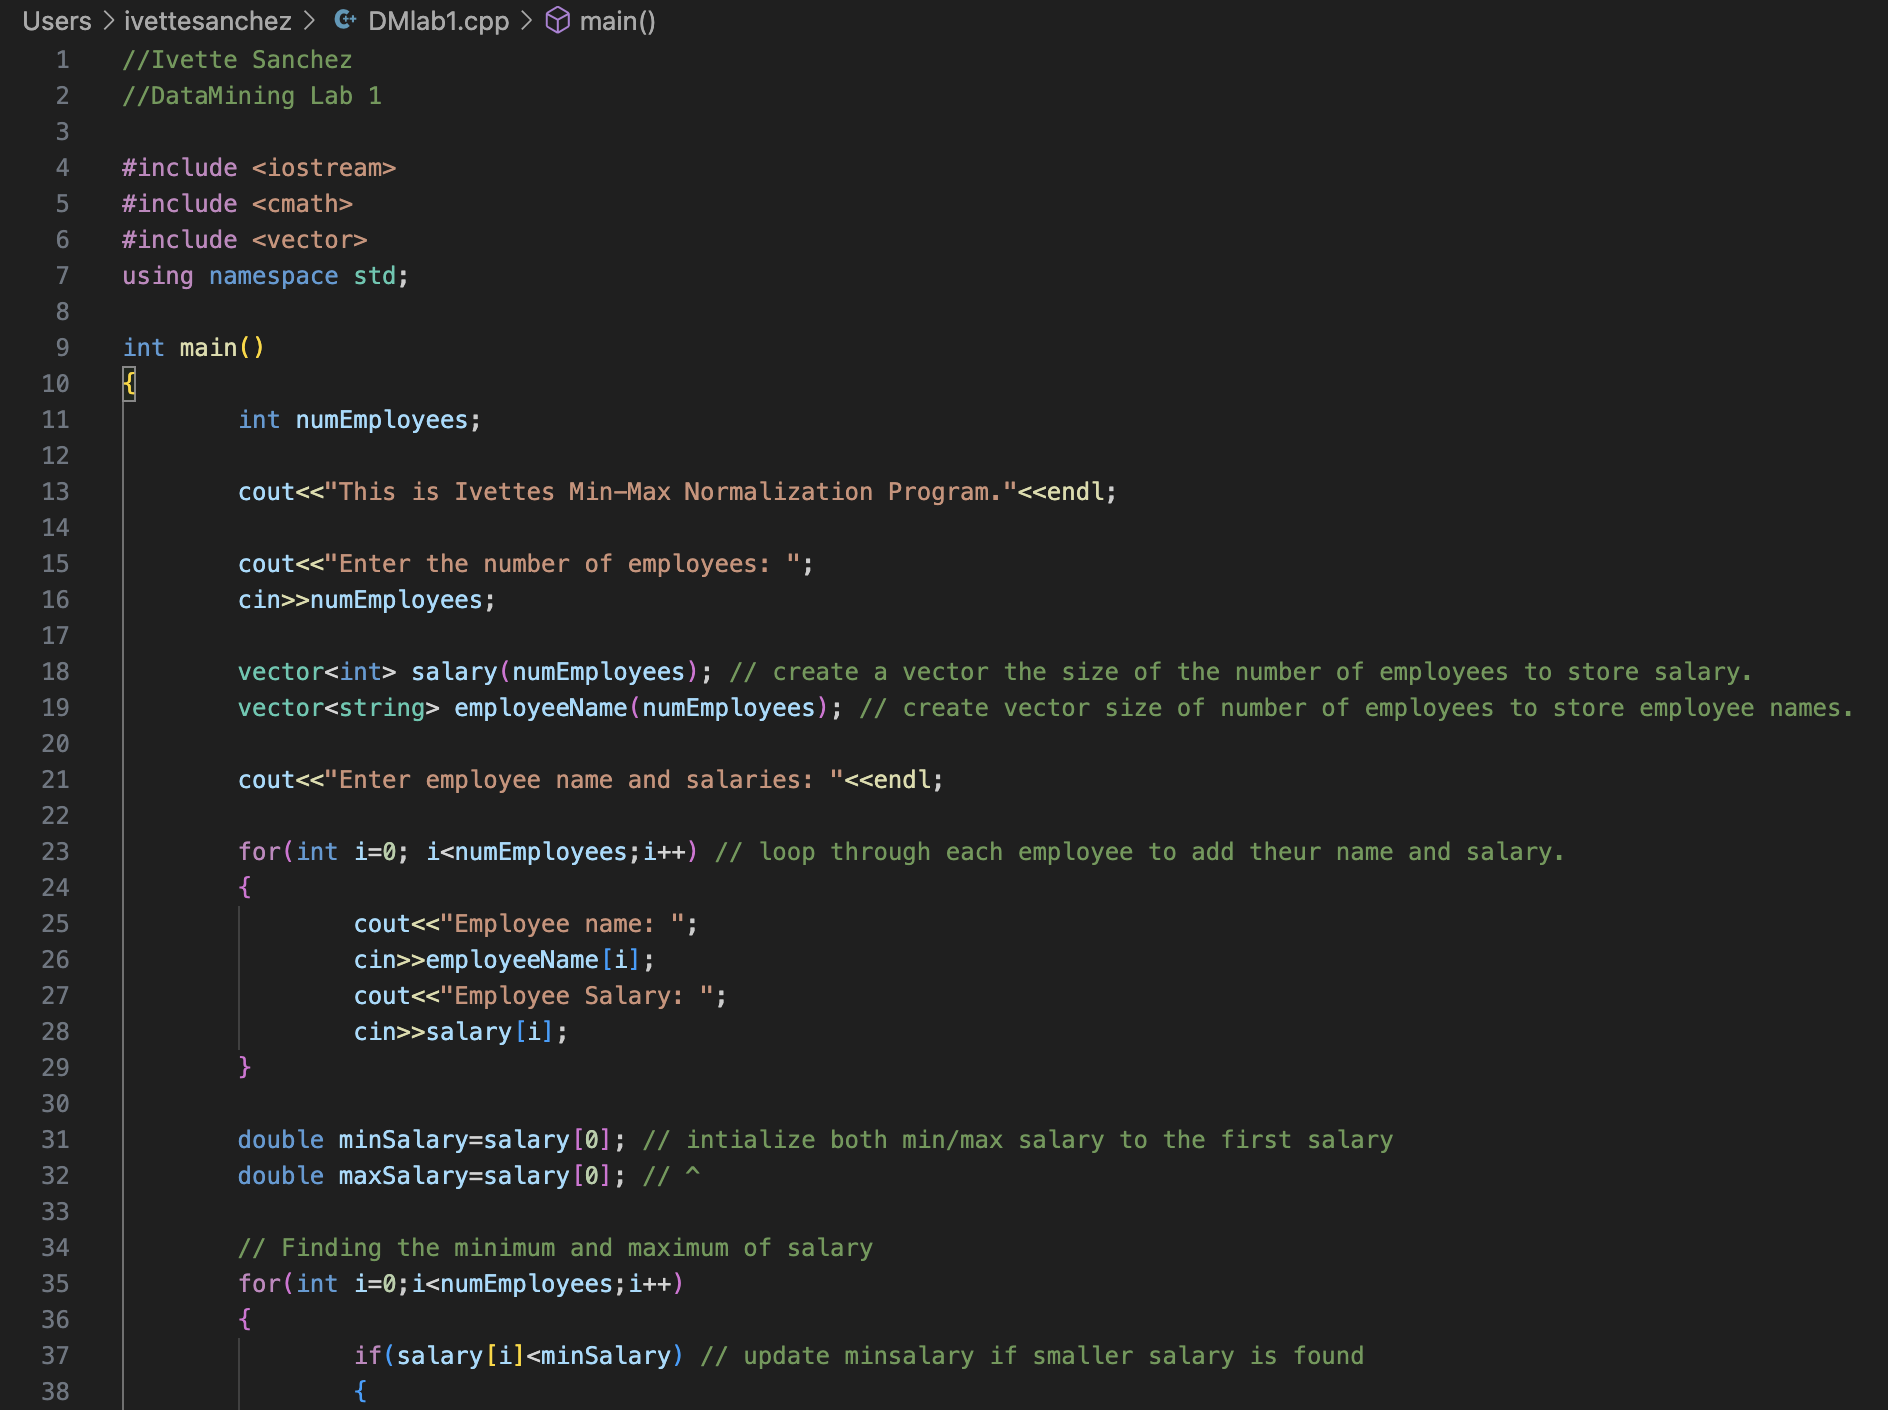 Users > ivettesanchez > DMlab1.cpp > main()
1 //Ivette Sanchez
2 //DataMining Lab 1
3
4 #include <iostream>
5 #include <cmath>
6 #include <vector>
7 using namespace std;
8
9 int main()
10 {
11 int numEmployees;
12
13 cout<<"This is Ivettes Min-Max Normalization Program."<<endl;
14
15 cout<<"Enter the number of employees: ";
16 cin>>numEmployees;
17
18 vector<int> salary(numEmployees); // create a vector the size of the number of employees to store salary.
19 vector<string> employeeName(numEmployees); // create vector size of number of employees to store employee names.
20
21 cout<<"Enter employee name and salaries: "<<endl;
22
23 for(int i=0; i<numEmployees;i++) // loop through each employee to add theur name and salary.
24 {
25 cout<<"Employee name: ";
26 cin>>employeeName[i];
27 cout<<"Employee Salary: ";
28 cin>>salary[i];
29 }
30
31 double minSalary=salary[0]; // intialize both min/max salary to the first salary
32 double maxSalary=salary[0]; // ^
33
34 // Finding the minimum and maximum of salary
35 for(int i=0;i<numEmployees;i++)
36 {
37 if(salary[i]<minSalary) // update minsalary if smaller salary is found
38 {